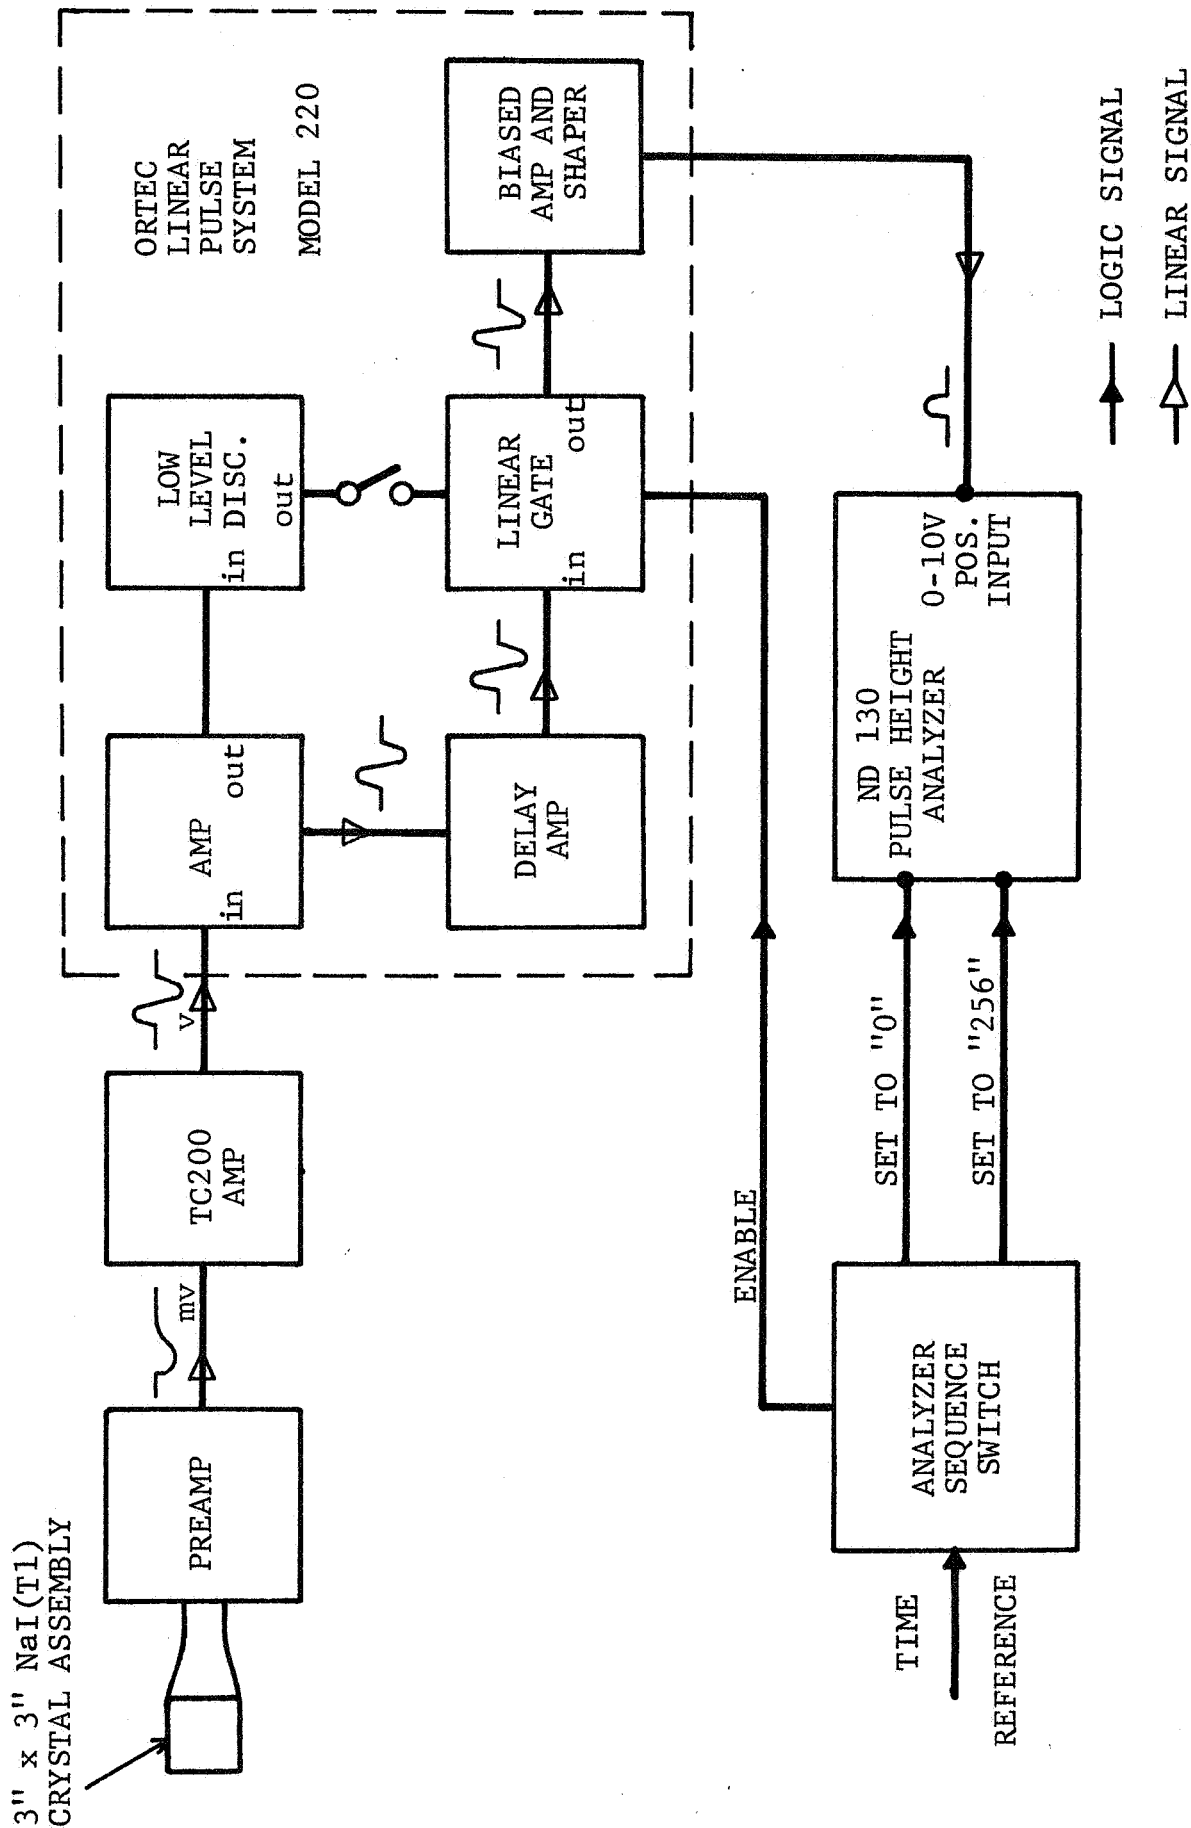 3" x 3" NaI(Tl)
CRYSTAL ASSEMBLY
PREAMP
mv
TC200
AMP
v
AMP
in
out
LOW
LEVEL
DISC.
in
out
ORTEC
LINEAR
PULSE
SYSTEM
MODEL 220
DELAY
AMP
LINEAR
GATE
in
out
BIASED
AMP AND
SHAPER
ENABLE
TIME
REFERENCE
ANALYZER
SEQUENCE
SWITCH
SET TO "0"
SET TO "256"
ND 130
PULSE HEIGHT
ANALYZER
0-10V
POS.
INPUT
LOGIC SIGNAL
LINEAR SIGNAL